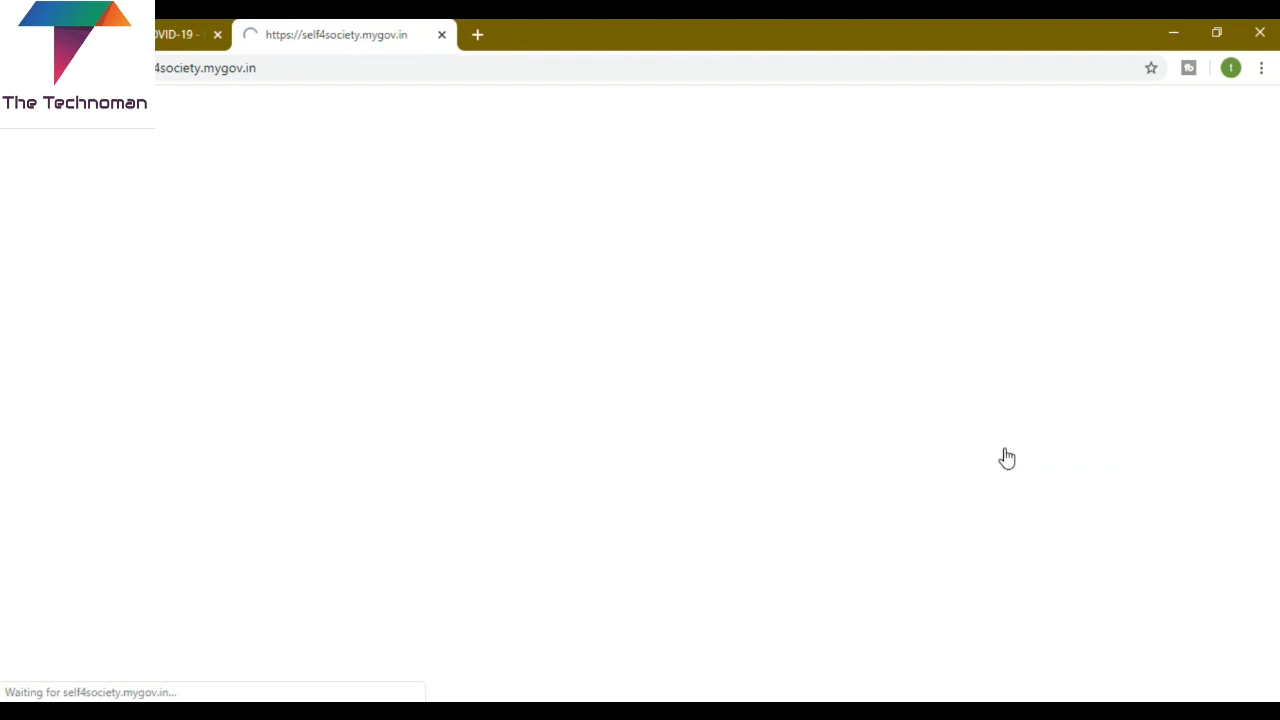 OVID-19 -
https://self4society.mygov.in
4society.mygov.in
t
The Technoman
Waiting for self4society.mygov.in...